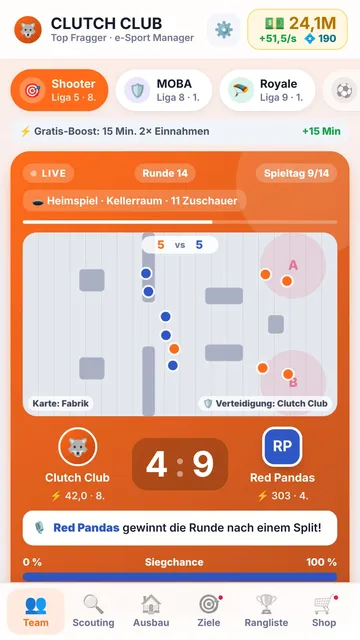 CLUTCH CLUB
Top Fragger · e-Sport Manager
24,1M
+51,5/s 190
Shooter
Liga 5 · 8.
MOBA
Liga 8 · 1.
Royale
Liga 9 · 1.
Gratis-Boost: 15 Min. 2× Einnahmen
+15 Min
LIVE
Runde 14
Spieltag 9/14
Heimspiel · Kellerraum · 11 Zuschauer
5 vs 5
A
B
Karte: Fabrik
Verteidigung: Clutch Club
RP
4 : 9
Clutch Club
Red Pandas
42,0 · 8.
303 · 4.
Red Pandas gewinnt die Runde nach einem Split!
0 %
Siegchance
100 %
Team
Scouting
Ausbau
Ziele
Rangliste
Shop